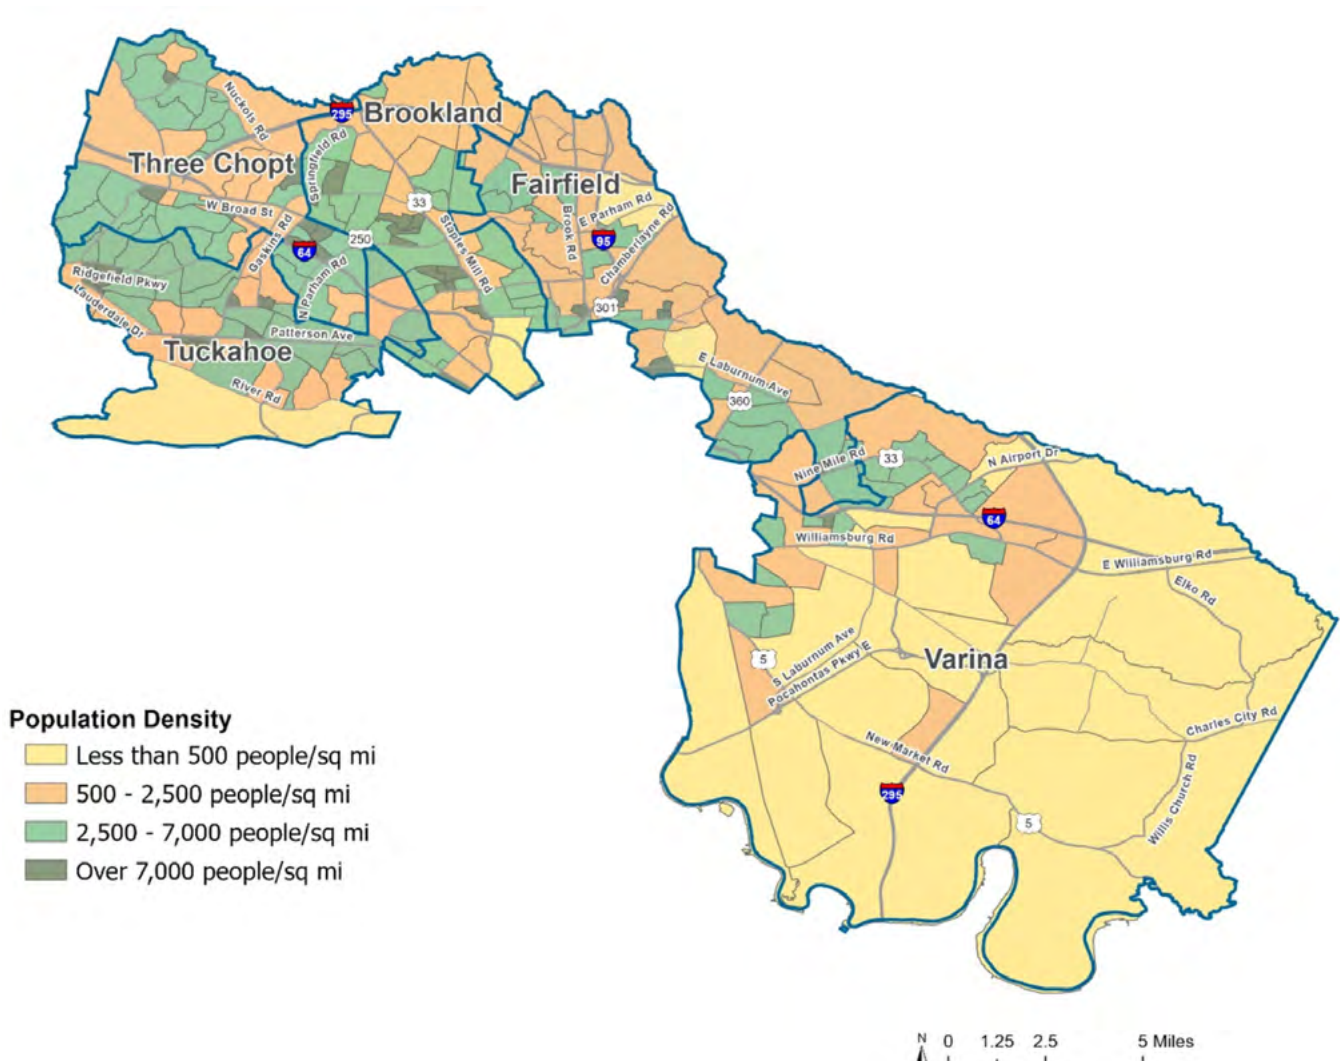 295
Brookland
Nuckols Rd
Springfield Rd
Three Chopt
Fairfield
33
W Broad St
E Parham Rd
Brook Rd
Staples Mill Rd
Gaskins Rd
250
95
64
Chamberlayne Rd
N Parham Rd
Ridgefield Pkwy
Lauderdale Dr
301
Patterson Ave
Tuckahoe
River Rd
E Laburnum Ave
360
Nine Mile Rd
33
N Airport Dr
64
Williamsburg Rd
E Williamsburg Rd
Elko Rd
5
S Laburnum Ave
Pocahontas Pkwy E
Varina
Charles City Rd
New Market Rd
295
5
Willis Church Rd
Population Density
Less than 500 people/sq mi
500 - 2,500 people/sq mi
2,500 - 7,000 people/sq mi
Over 7,000 people/sq mi
N 0 1.25 2.5 5 Miles